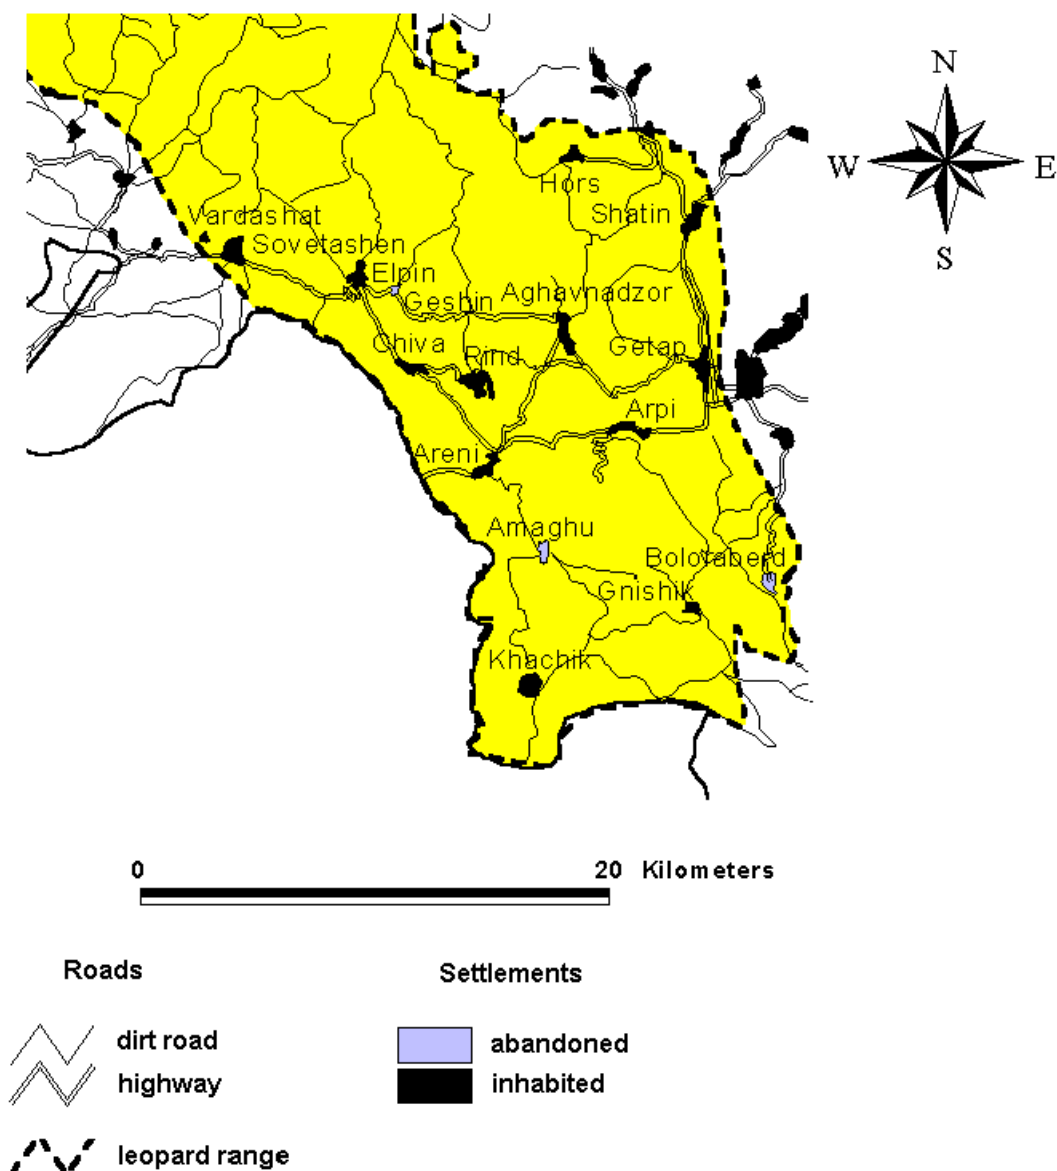 N
W E
S
Hors
Shatin
Vardashat
Sovetashen
Elpin
Geshin
Aghavnadzor
Chiva
Rind
Getap
Arpi
Areni
Amaghu
Boloraberd
Gnishik
Khachik
0 20 Kilometers
Roads
Settlements
dirt road
highway
leopard range
abandoned
inhabited